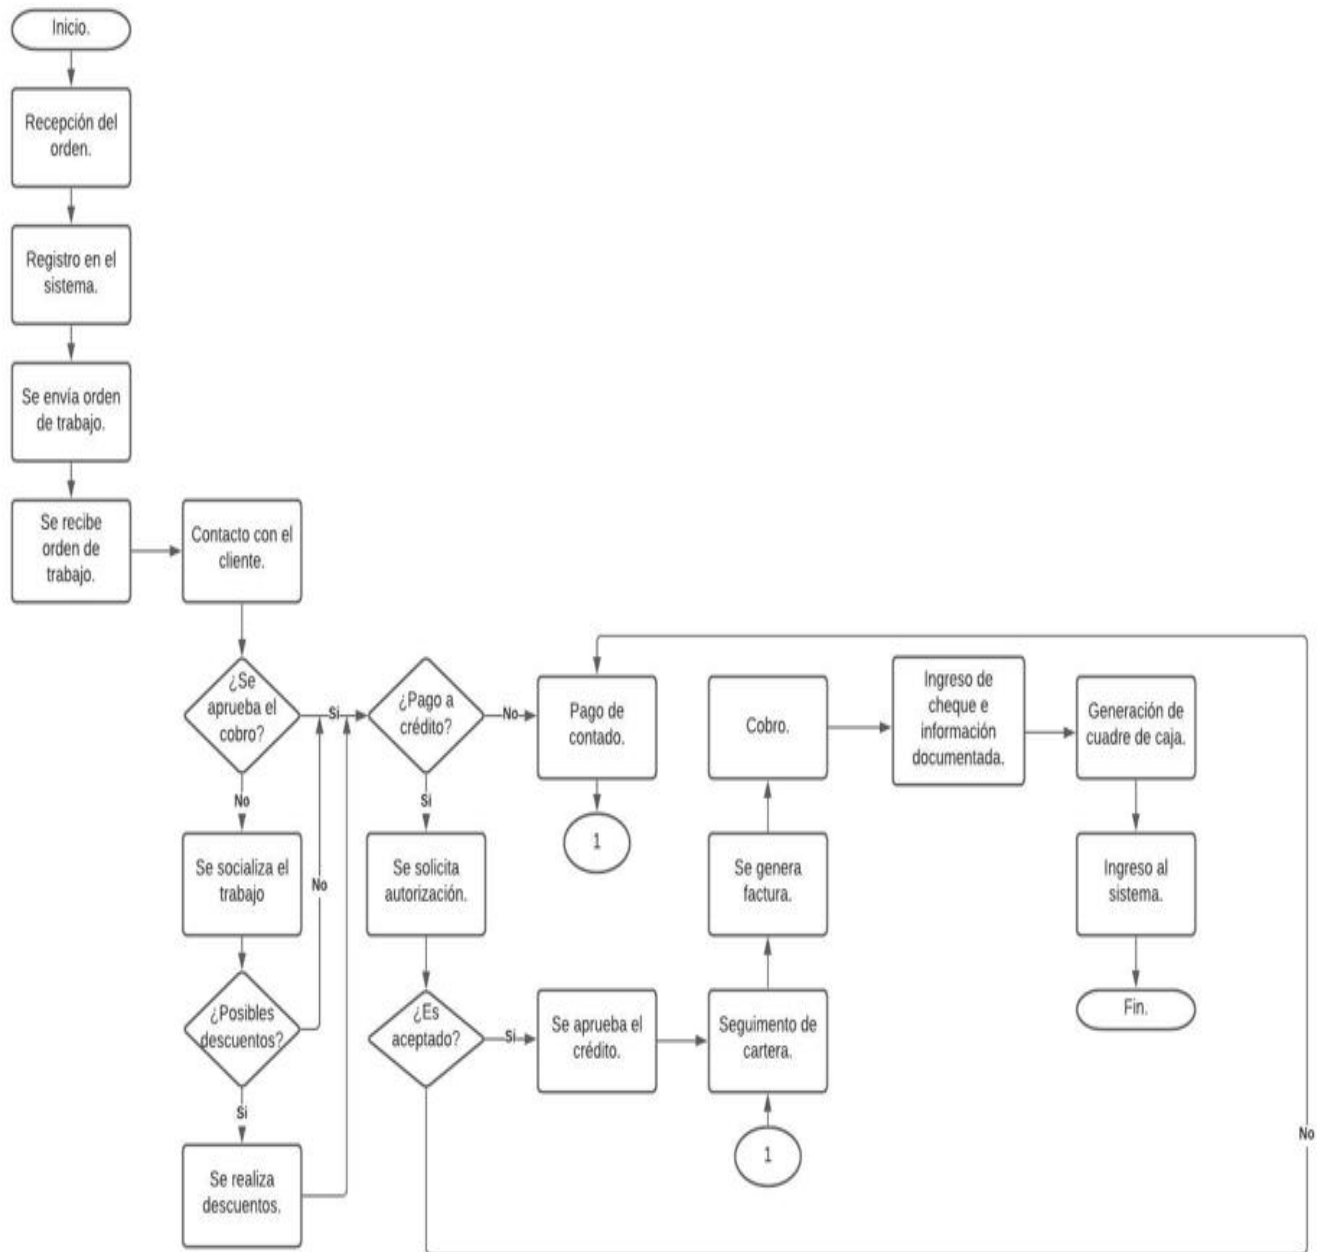 Inicio.
Recepción del
orden.
Registro en el
sistema.
Se envía orden
de trabajo.
Se recibe
orden de
trabajo.
Contacto con el
cliente.
¿Se
aprueba el
cobro?
Si
No
Se socializa el
trabajo
¿Posibles
descuentos?
No
Si
Se realiza
descuentos.
¿Pago a
crédito?
No
Si
Se solicita
autorización.
¿Es
aceptado?
Si
No
Pago de
contado.
1
Se aprueba el
crédito.
1
Seguimento de
cartera.
Se genera
factura.
Cobro.
Ingreso de
cheque e
información
documentada.
Generación de
cuadre de caja.
Ingreso al
sistema.
Fin.